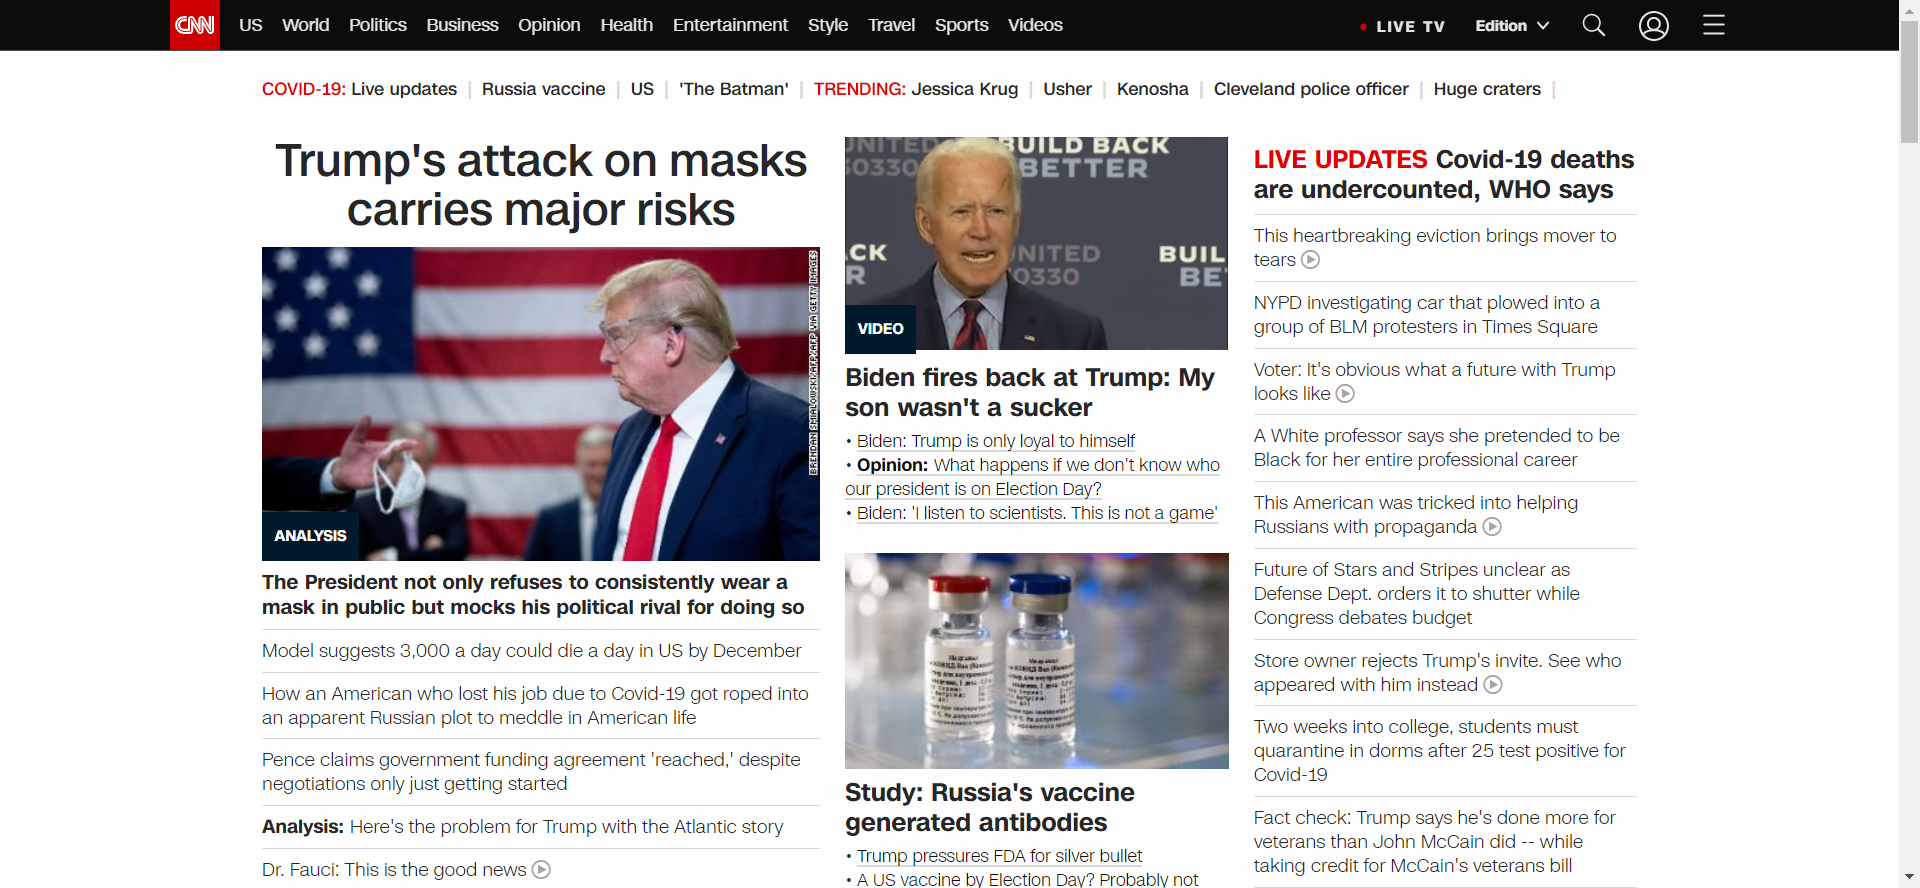 CNN US World Politics Business Opinion Health Entertainment Style Travel Sports Videos LIVE TV Edition
COVID-19: Live updates Russia vaccine US 'The Batman' TRENDING: Jessica Krug Usher Kenosha Cleveland police officer Huge craters
Trump's attack on masks
carries major risks
BRENDAN SMIALOWSKI/AFP/AFP VIA GETTY IMAGES
ANALYSIS
The President not only refuses to consistently wear a
mask in public but mocks his political rival for doing so
Model suggests 3,000 a day could die a day in US by December
How an American who lost his job due to Covid-19 got roped into
an apparent Russian plot to meddle in American life
Pence claims government funding agreement 'reached,' despite
negotiations only just getting started
Analysis: Here's the problem for Trump with the Atlantic story
Dr. Fauci: This is the good news
UNITED BUILD BACK
30330 BETTER
CK UNITED BUIL
R 0330 BE
VIDEO
Biden fires back at Trump: My
son wasn't a sucker
• Biden: Trump is only loyal to himself
• Opinion: What happens if we don't know who
our president is on Election Day?
• Biden: 'I listen to scientists. This is not a game'
Study: Russia's vaccine
generated antibodies
• Trump pressures FDA for silver bullet
• A US vaccine by Election Day? Probably not
LIVE UPDATES Covid-19 deaths
are undercounted, WHO says
This heartbreaking eviction brings mover to
tears
NYPD investigating car that plowed into a
group of BLM protesters in Times Square
Voter: It's obvious what a future with Trump
looks like
A White professor says she pretended to be
Black for her entire professional career
This American was tricked into helping
Russians with propaganda
Future of Stars and Stripes unclear as
Defense Dept. orders it to shutter while
Congress debates budget
Store owner rejects Trump's invite. See who
appeared with him instead
Two weeks into college, students must
quarantine in dorms after 25 test positive for
Covid-19
Fact check: Trump says he's done more for
veterans than John McCain did -- while
taking credit for McCain's veterans bill